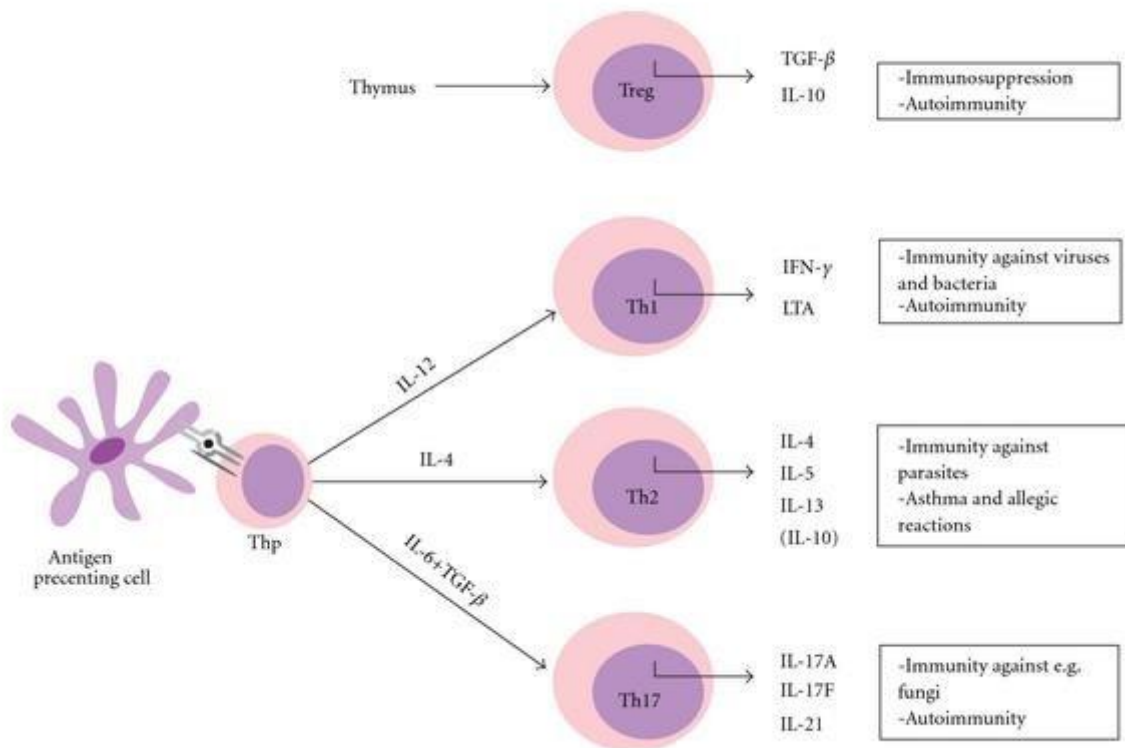 Thymus
Treg
TGF-β
IL-10
-Immunosuppression
-Autoimmunity
IL-12
Th1
IFN-γ
LTA
-Immunity against viruses
and bacteria
-Autoimmunity
Antigen
precenting cell
Thp
IL-4
Th2
IL-4
IL-5
IL-13
(IL-10)
-Immunity against
parasites
-Asthma and allegic
reactions
IL-6+TGF-β
Th17
IL-17A
IL-17F
IL-21
-Immunity against e.g.
fungi
-Autoimmunity